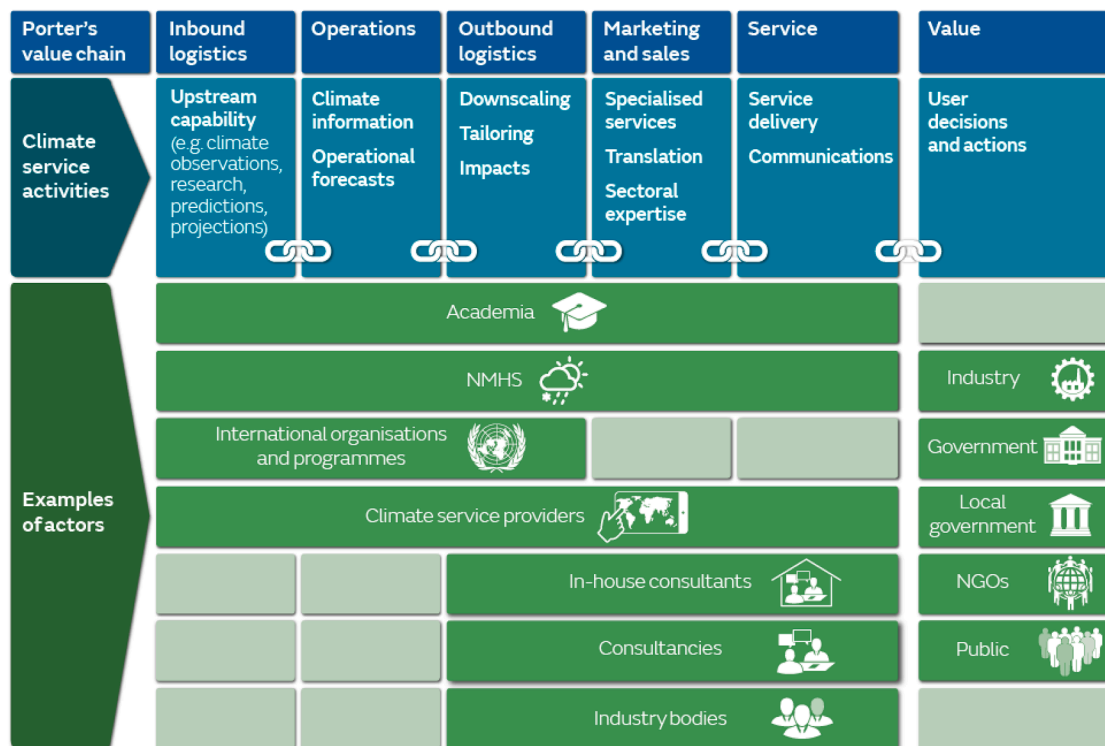 Porter's
value chain
Inbound
logistics
Operations
Outbound
logistics
Marketing
and sales
Service
Value
Climate
service
activities
Upstream
capability
(e.g. climate
observations,
research,
predictions,
projections)
Climate
information
Operational
forecasts
Downscaling
Tailoring
Impacts
Specialised
services
Translation
Sectoral
expertise
Service
delivery
Communications
User
decisions
and actions
Examples
of actors
Academia
NMHS
Industry
International organisations
and programmes
Government
Climate service providers
Local
government
In-house consultants
NGOs
Consultancies
Public
Industry bodies